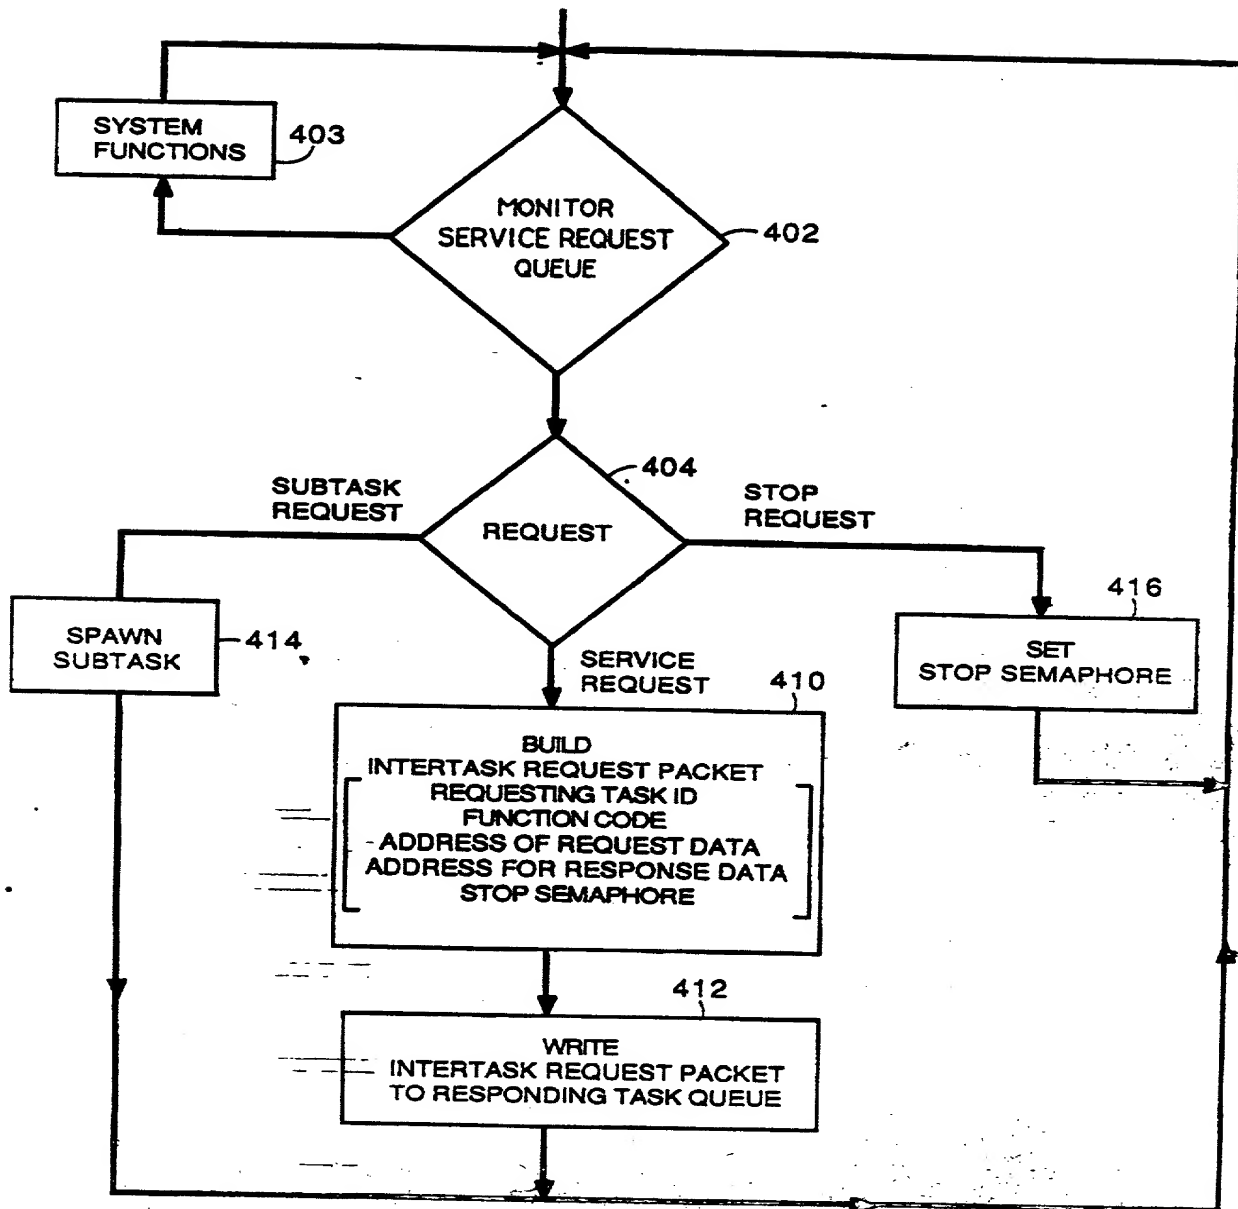 SYSTEM
FUNCTIONS
403
MONITOR
SERVICE REQUEST
QUEUE
402
404
SUBTASK
REQUEST
REQUEST
STOP
REQUEST
SPAWN
SUBTASK
414
416
SET
STOP SEMAPHORE
SERVICE
REQUEST
410
BUILD
INTERTASK REQUEST PACKET
REQUESTING TASK ID
FUNCTION CODE
ADDRESS OF REQUEST DATA
ADDRESS FOR RESPONSE DATA
STOP SEMAPHORE
412
WRITE
INTERTASK REQUEST PACKET
TO RESPONDING TASK QUEUE